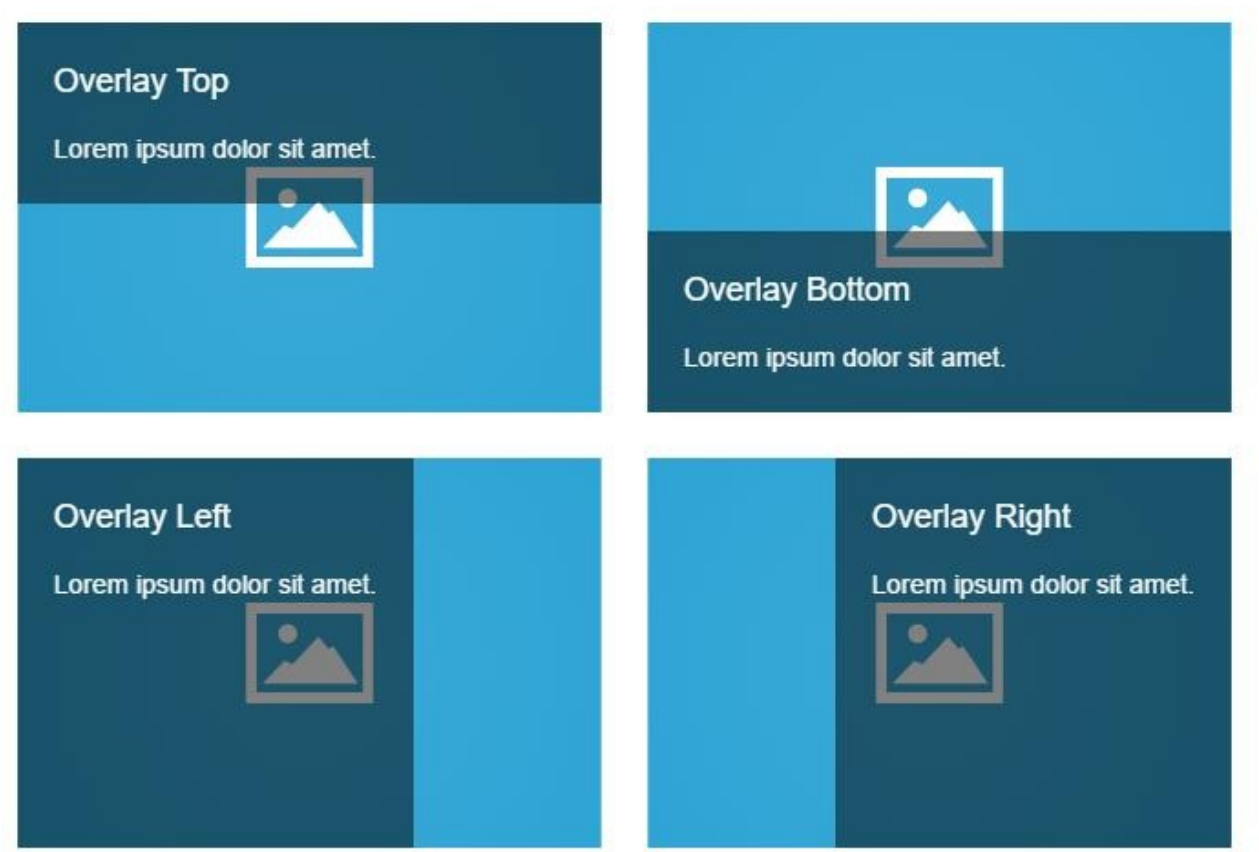 Overlay Top
Lorem ipsum dolor sit amet.
Overlay Bottom
Lorem ipsum dolor sit amet.
Overlay Left
Lorem ipsum dolor sit amet.
Overlay Right
Lorem ipsum dolor sit amet.